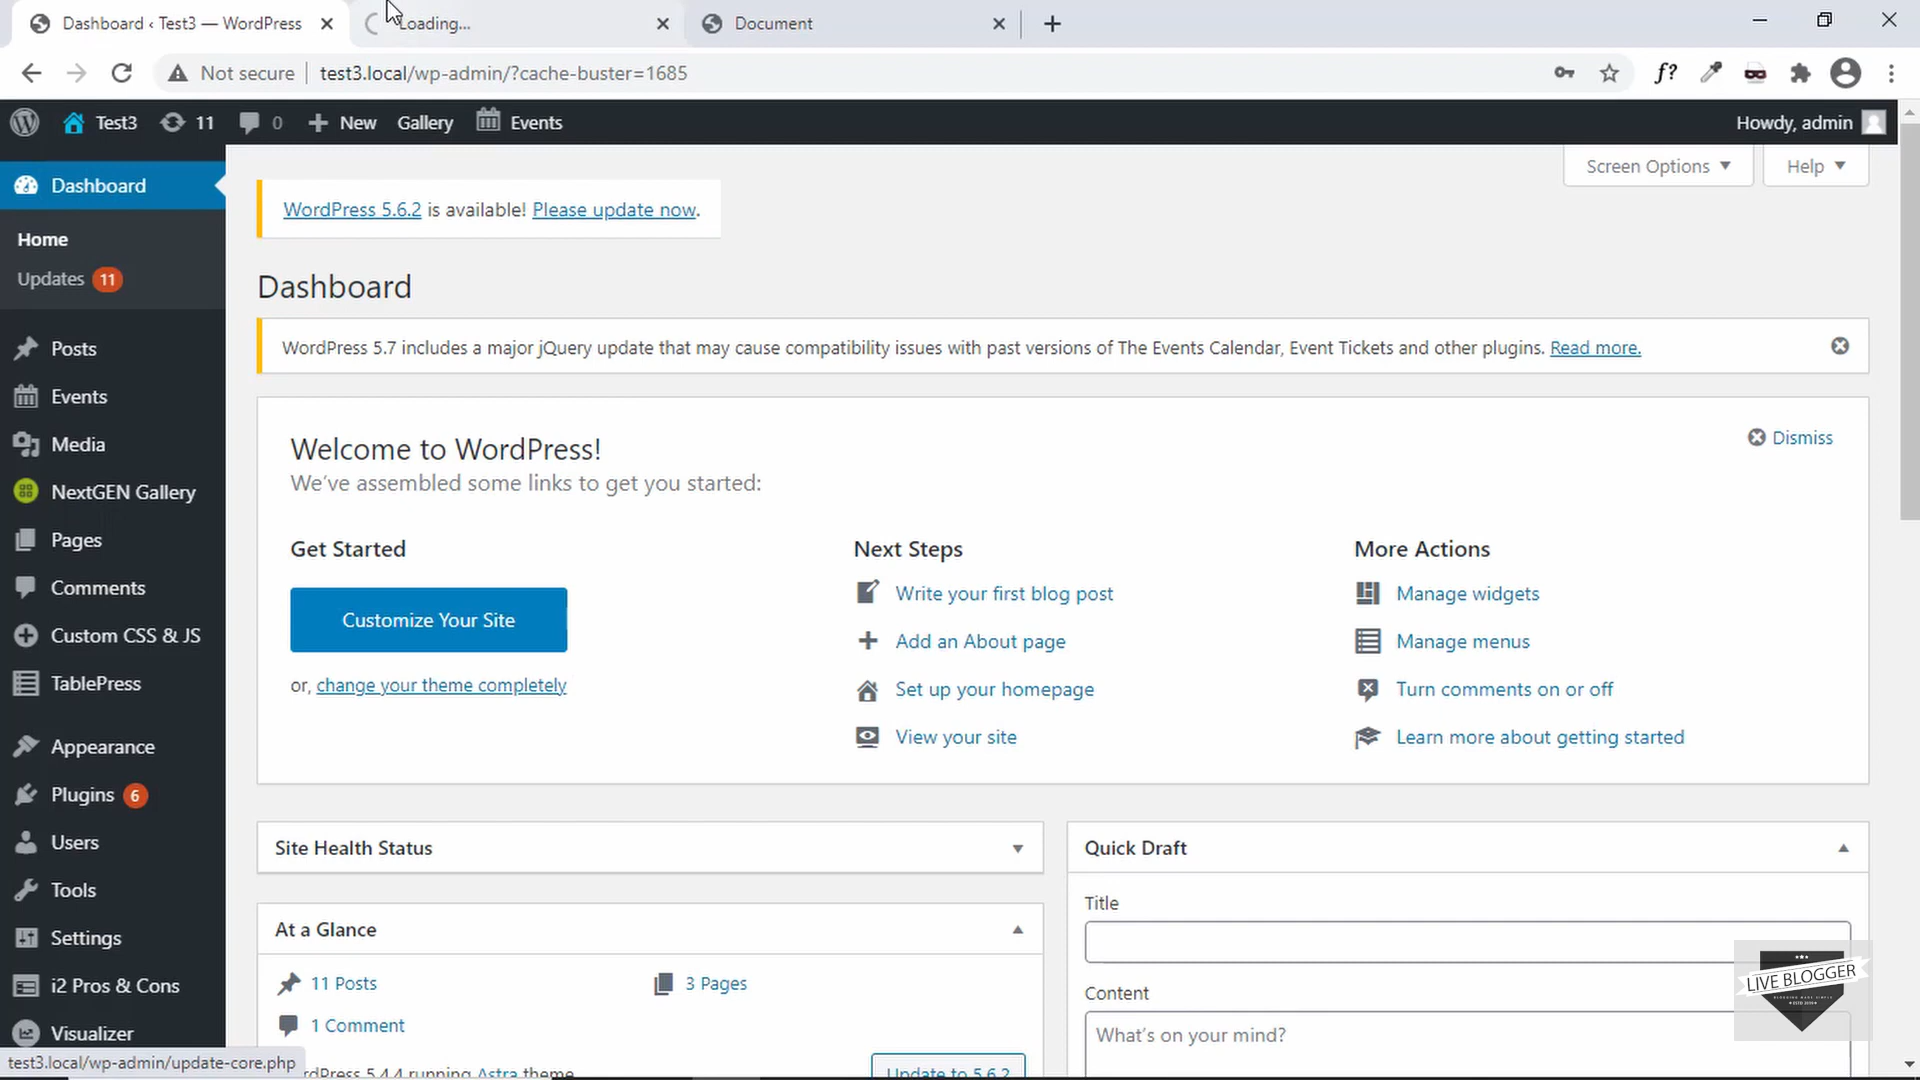 Dashboard ‹ Test3 — WordPress
Loading...
Document
Not secure
test3.local/wp-admin/?cache-buster=1685
f?
Test3
11
0
New
Gallery
Events
Howdy, admin
Dashboard
Home
Updates 11
Posts
Events
Media
NextGEN Gallery
Pages
Comments
Custom CSS & JS
TablePress
Appearance
Plugins 6
Users
Tools
Settings
i2 Pros & Cons
Visualizer
test3.local/wp-admin/update-core.php
Screen Options
Help
WordPress 5.6.2 is available! Please update now.
Dashboard
WordPress 5.7 includes a major jQuery update that may cause compatibility issues with past versions of The Events Calendar, Event Tickets and other plugins. Read more.
Welcome to WordPress!
Dismiss
We've assembled some links to get you started:
Get Started
Customize Your Site
or, change your theme completely
Next Steps
Write your first blog post
Add an About page
Set up your homepage
View your site
More Actions
Manage widgets
Manage menus
Turn comments on or off
Learn more about getting started
Site Health Status
At a Glance
11 Posts
3 Pages
1 Comment
rdPress 5.4.4 running Astra theme
Update to 5.6.2
Quick Draft
Title
Content
What's on your mind?
LIVE BLOGGER